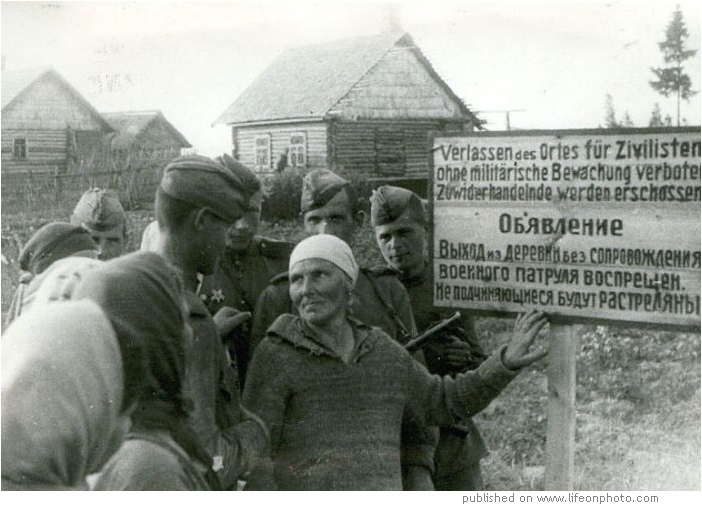 Verlassen des Ortes für Zivilisten
ohne militärische Bewachung verboten
Zuwiderhandelnde werden erschossen
Обявление
Выход из деревни без сопровождения
военного патруля воспрещен.
Не подчиняющиеся будут расстреляны
published on www.lifeonphoto.com